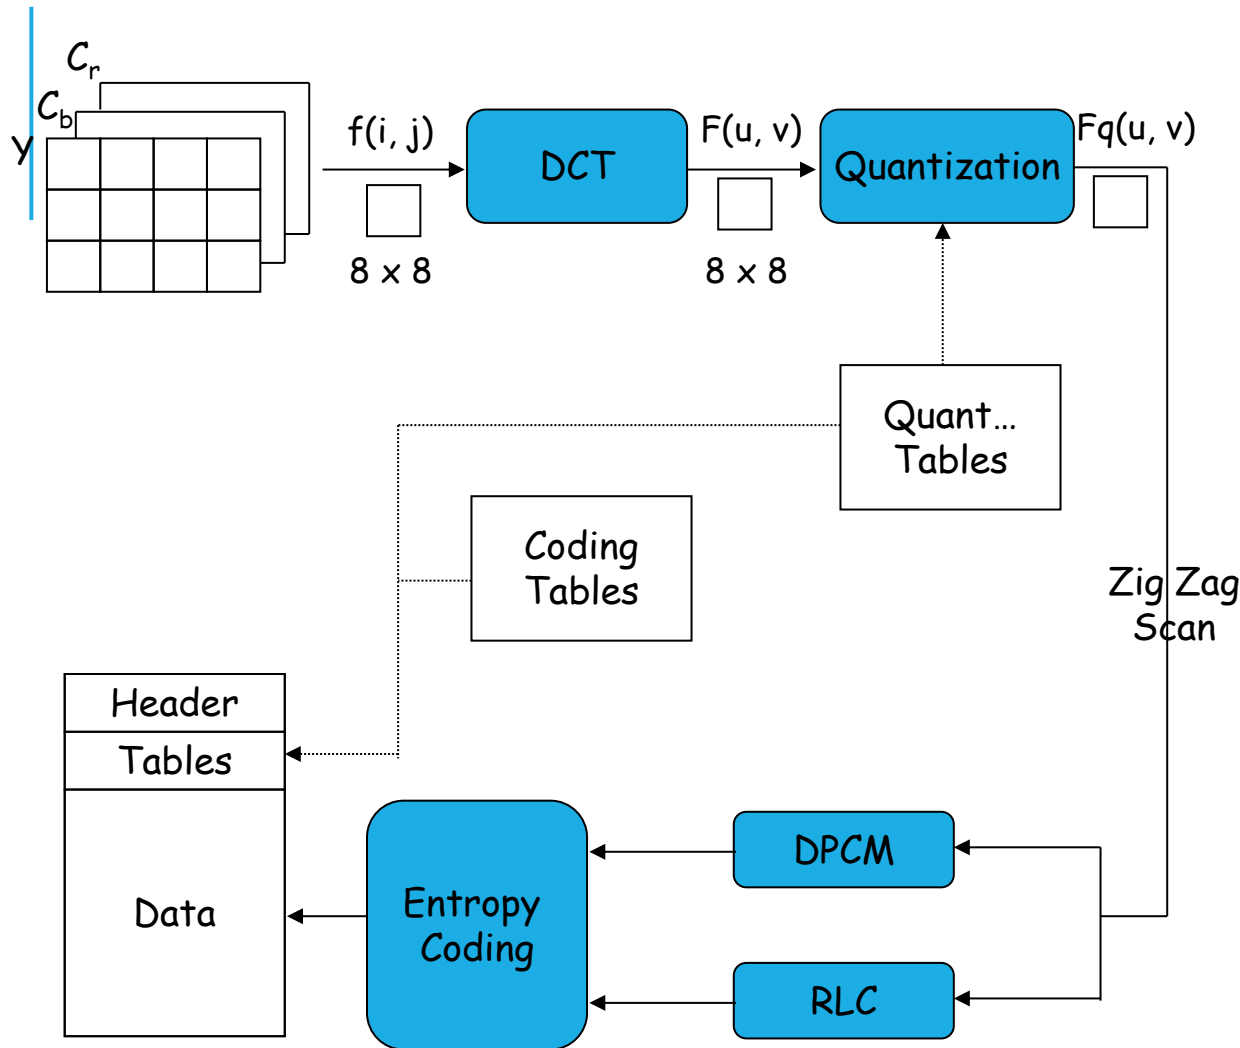 Cr
Cb
Y
f(i, j)
8 x 8
DCT
F(u, v)
8 x 8
Quantization
Fq(u, v)
Quant...
Tables
Coding
Tables
Zig Zag
Scan
Header
Tables
Data
Entropy
Coding
DPCM
RLC